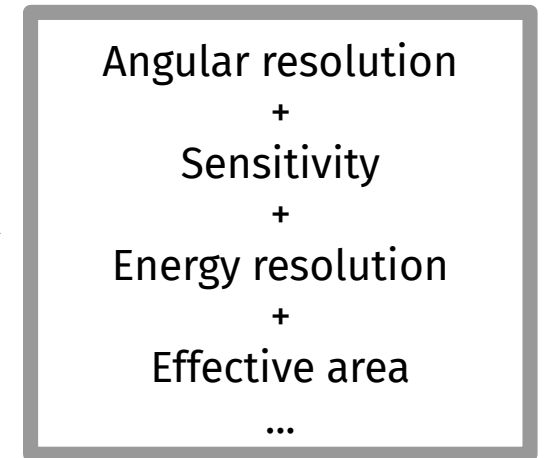 Angular resolution
+
Sensitivity
+
Energy resolution
+
Effective area
...